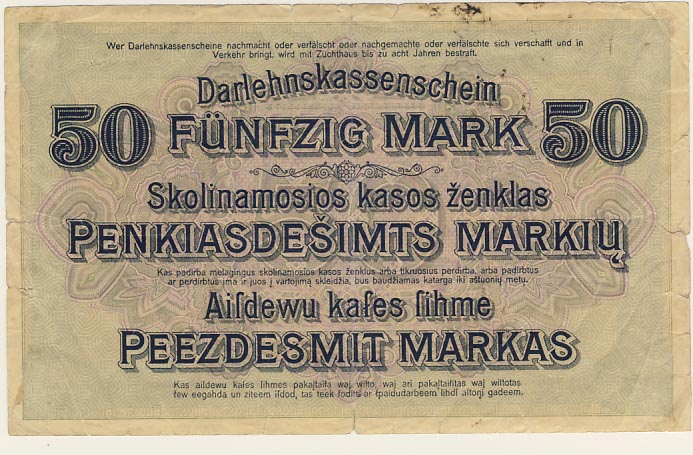 Wer Darlehnskassenscheine nachmacht oder verfälscht oder nachgemachte oder verfälschte sich verschafft und in
Verkehr bringt, wird mit Zuchthaus bis zu acht Jahren bestraft.
Darlehnskassenschein
50 FÜNFZIG MARK 50
Skolinamosios kasos ženklas
PENKIASDEŠIMTS MARKIŲ
Kas padirba melagingus skolinamosios kasos ženklus arba tikruosius perdirba, arba padirbtus
ar perdirbtus ima ir juos į vartojimą skleidžia, bus baudžiamas katarga iki aštuonių metų.
Aiſdewu kaſes ſihme
PEEZDESMIT MARKAS
Kas aiſdewu kaſes ſihmes pakaļtaiſa waj wilto, waj ari pakaļtaiſitas waj wiltotas
ſew eegahda un ziteem iſdod, tas teek ſodits ar ſpaidudarbeem lihdſ aſtoņi gadeem.